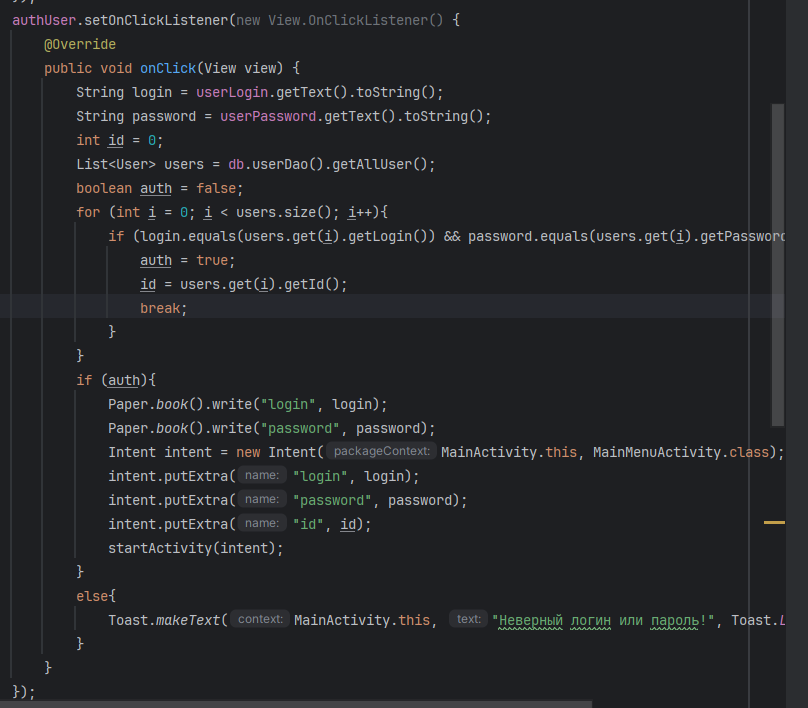 });
authUser.setOnClickListener(new View.OnClickListener() {
@Override
public void onClick(View view) {
String login = userLogin.getText().toString();
String password = userPassword.getText().toString();
int id = 0;
List<User> users = db.userDao().getAllUser();
boolean auth = false;
for (int i = 0; i < users.size(); i++){
if (login.equals(users.get(i).getLogin()) && password.equals(users.get(i).getPassword
auth = true;
id = users.get(i).getId();
break;
}
}
if (auth){
Paper.book().write("login", login);
Paper.book().write("password", password);
Intent intent = new Intent( packageContext: MainActivity.this, MainMenuActivity.class);
intent.putExtra( name: "login", login);
intent.putExtra( name: "password", password);
intent.putExtra( name: "id", id);
startActivity(intent);
}
else{
Toast.makeText( context: MainActivity.this, text: "Неверный логин или пароль!", Toast.L
}
}
});